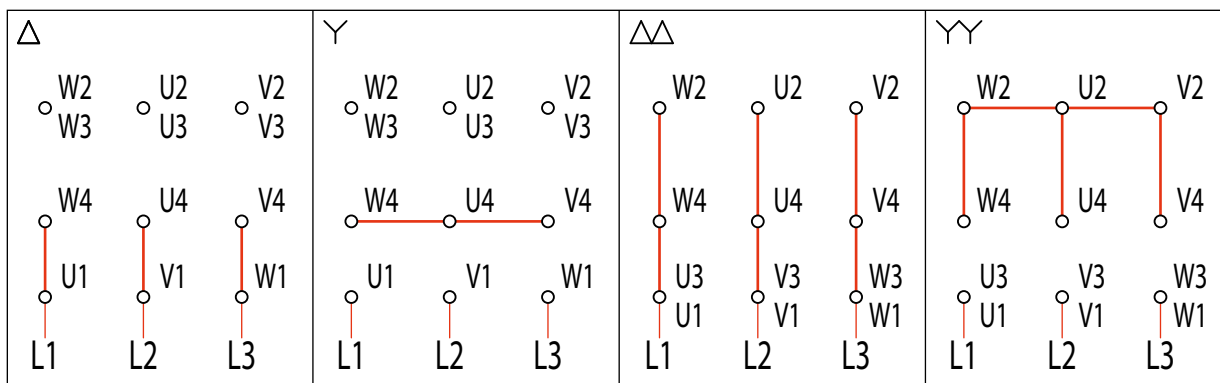 Δ
W2 U2 V2
W3 U3 V3
W4 U4 V4
U1 V1 W1
L1 L2 L3
Y
W2 U2 V2
W3 U3 V3
W4 U4 V4
U1 V1 W1
L1 L2 L3
ΔΔ
W2 U2 V2
W4 U4 V4
U3 V3 W3
U1 V1 W1
L1 L2 L3
YY
W2 U2 V2
W4 U4 V4
U3 V3 W3
U1 V1 W1
L1 L2 L3